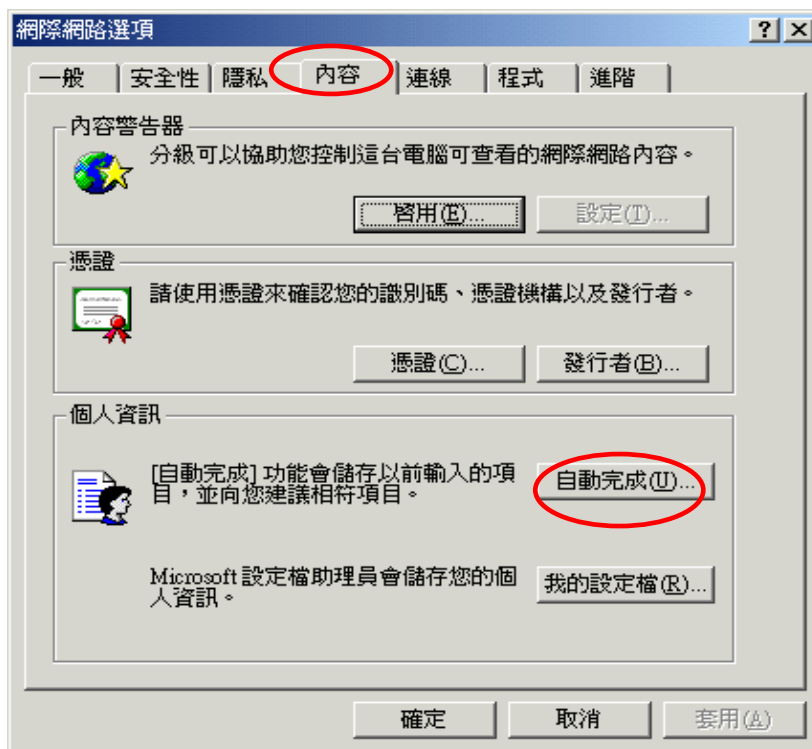 網際網路選項
一般 安全性 隱私 內容 連線 程式 進階
內容警告器
分級可以協助您控制這台電腦可查看的網際網路內容。
啓用(E)... 設定(T)...
憑證
請使用憑證來確認您的識別碼、憑證機構以及發行者。
憑證(C)... 發行者(B)...
個人資訊
[自動完成] 功能會儲存以前輸入的項
目，並向您建議相符項目。
自動完成(U)...
Microsoft 設定檔助理員會儲存您的個
人資訊。
我的設定檔(R)...
確定 取消 套用(A)